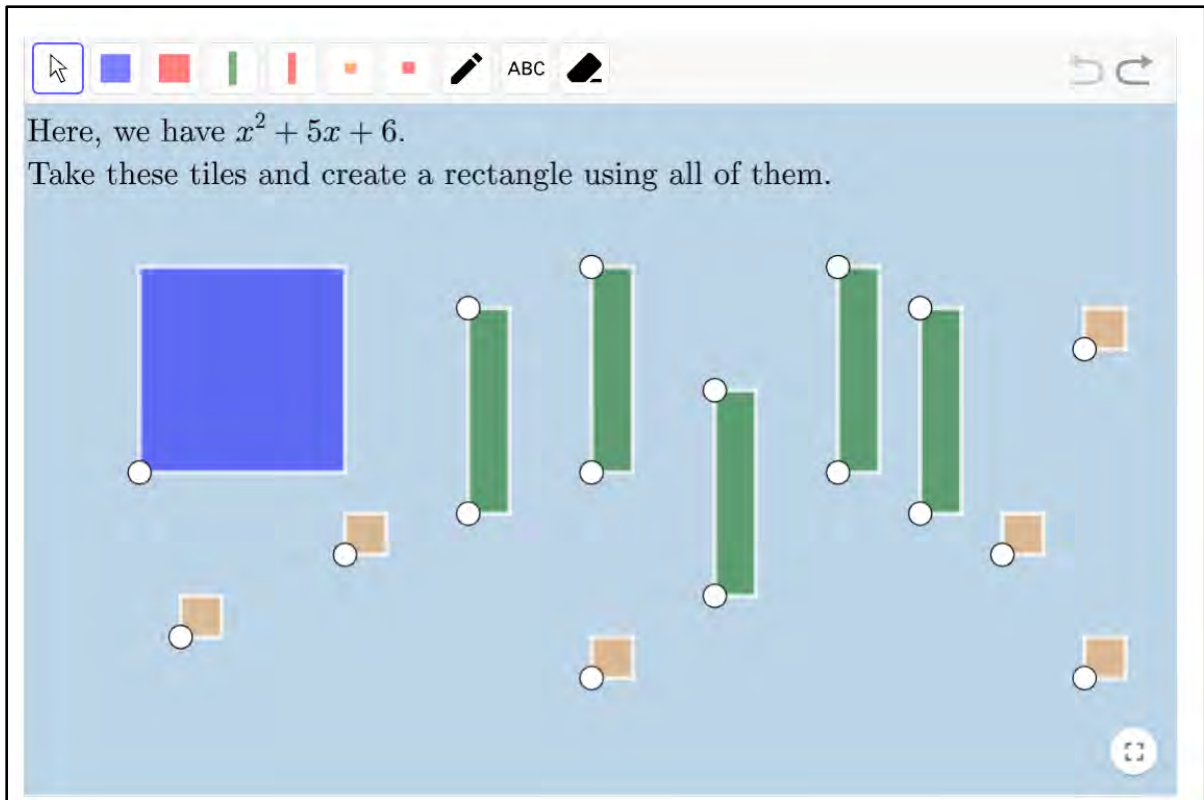 ABC
Here, we have $x^2 + 5x + 6$.
Take these tiles and create a rectangle using all of them.